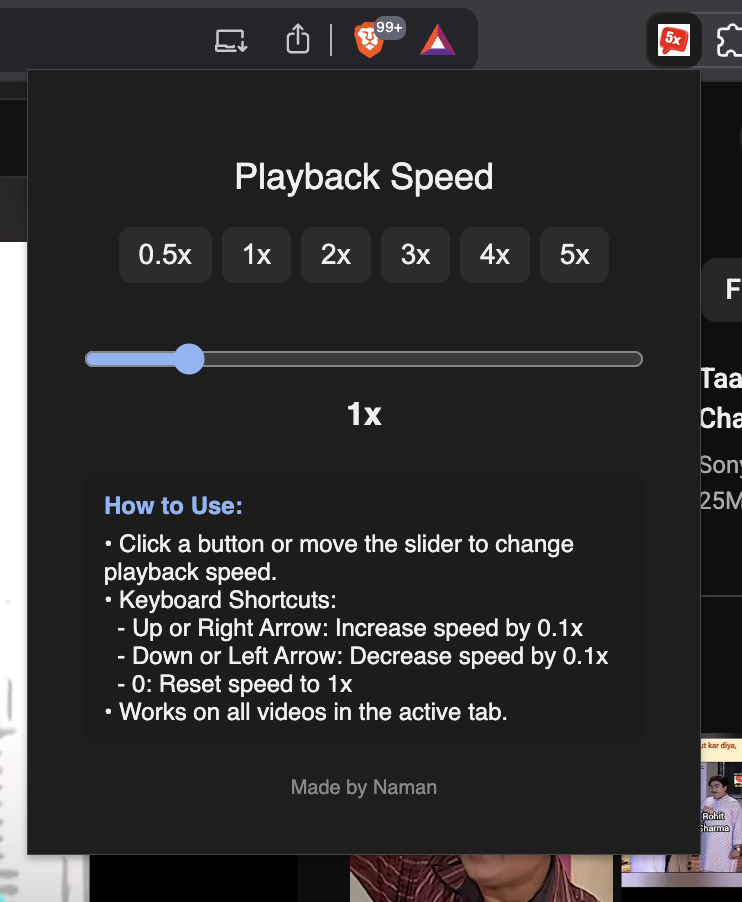 99+
5x
Playback Speed
0.5x 1x 2x 3x 4x 5x
1x
How to Use:
• Click a button or move the slider to change
playback speed.
• Keyboard Shortcuts:
- Up or Right Arrow: Increase speed by 0.1x
- Down or Left Arrow: Decrease speed by 0.1x
- 0: Reset speed to 1x
• Works on all videos in the active tab.
Made by Naman
F
Taa
Cha
Sony
25M
ut kar diya,
Rohit
Sharma